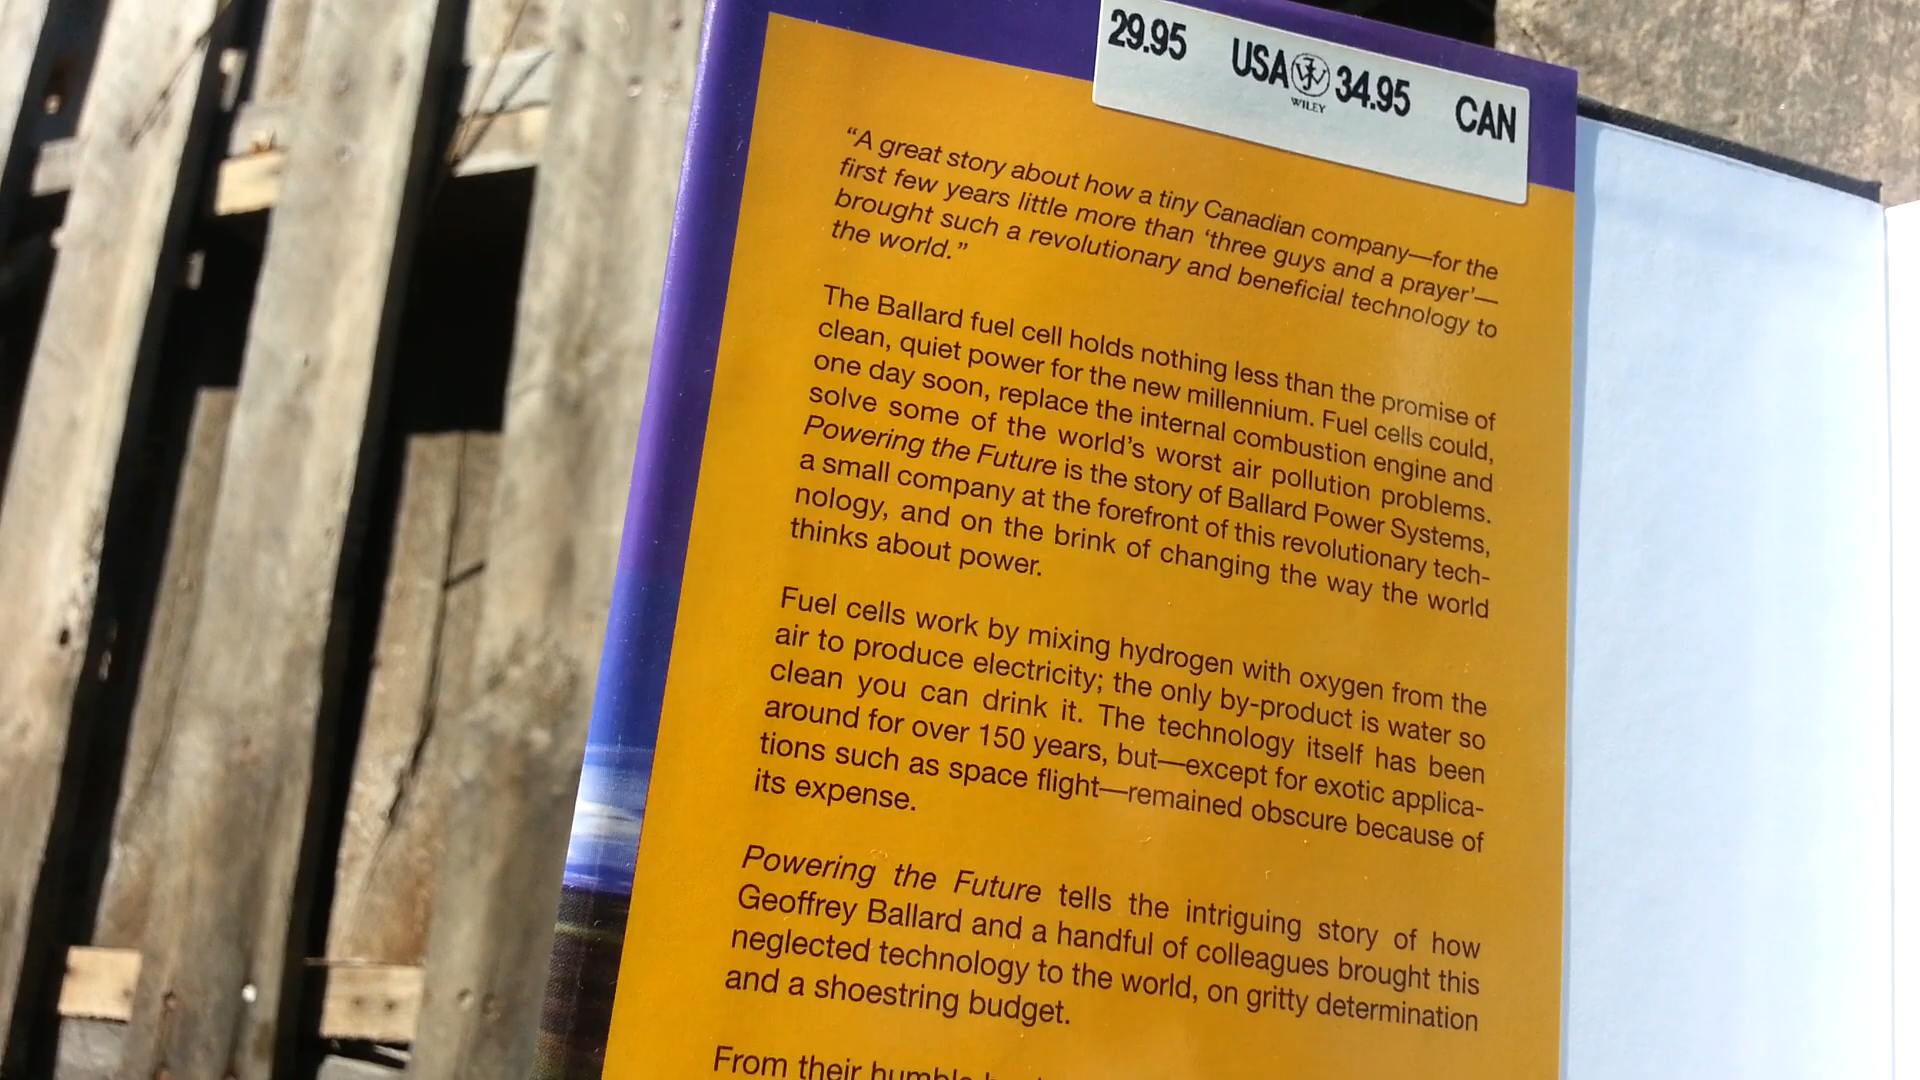 29.95 USA WILEY 34.95 CAN
“A great story about how a tiny Canadian company—for the
first few years little more than ‘three guys and a prayer’—
brought such a revolutionary and beneficial technology to
the world.”
The Ballard fuel cell holds nothing less than the promise of
clean, quiet power for the new millennium. Fuel cells could,
one day soon, replace the internal combustion engine and
solve some of the world’s worst air pollution problems.
Powering the Future is the story of Ballard Power Systems,
a small company at the forefront of this revolutionary tech-
nology, and on the brink of changing the way the world
thinks about power.
Fuel cells work by mixing hydrogen with oxygen from the
air to produce electricity; the only by-product is water so
clean you can drink it. The technology itself has been
around for over 150 years, but—except for exotic applica-
tions such as space flight—remained obscure because of
its expense.
Powering the Future tells the intriguing story of how
Geoffrey Ballard and a handful of colleagues brought this
neglected technology to the world, on gritty determination
and a shoestring budget.
From their humble